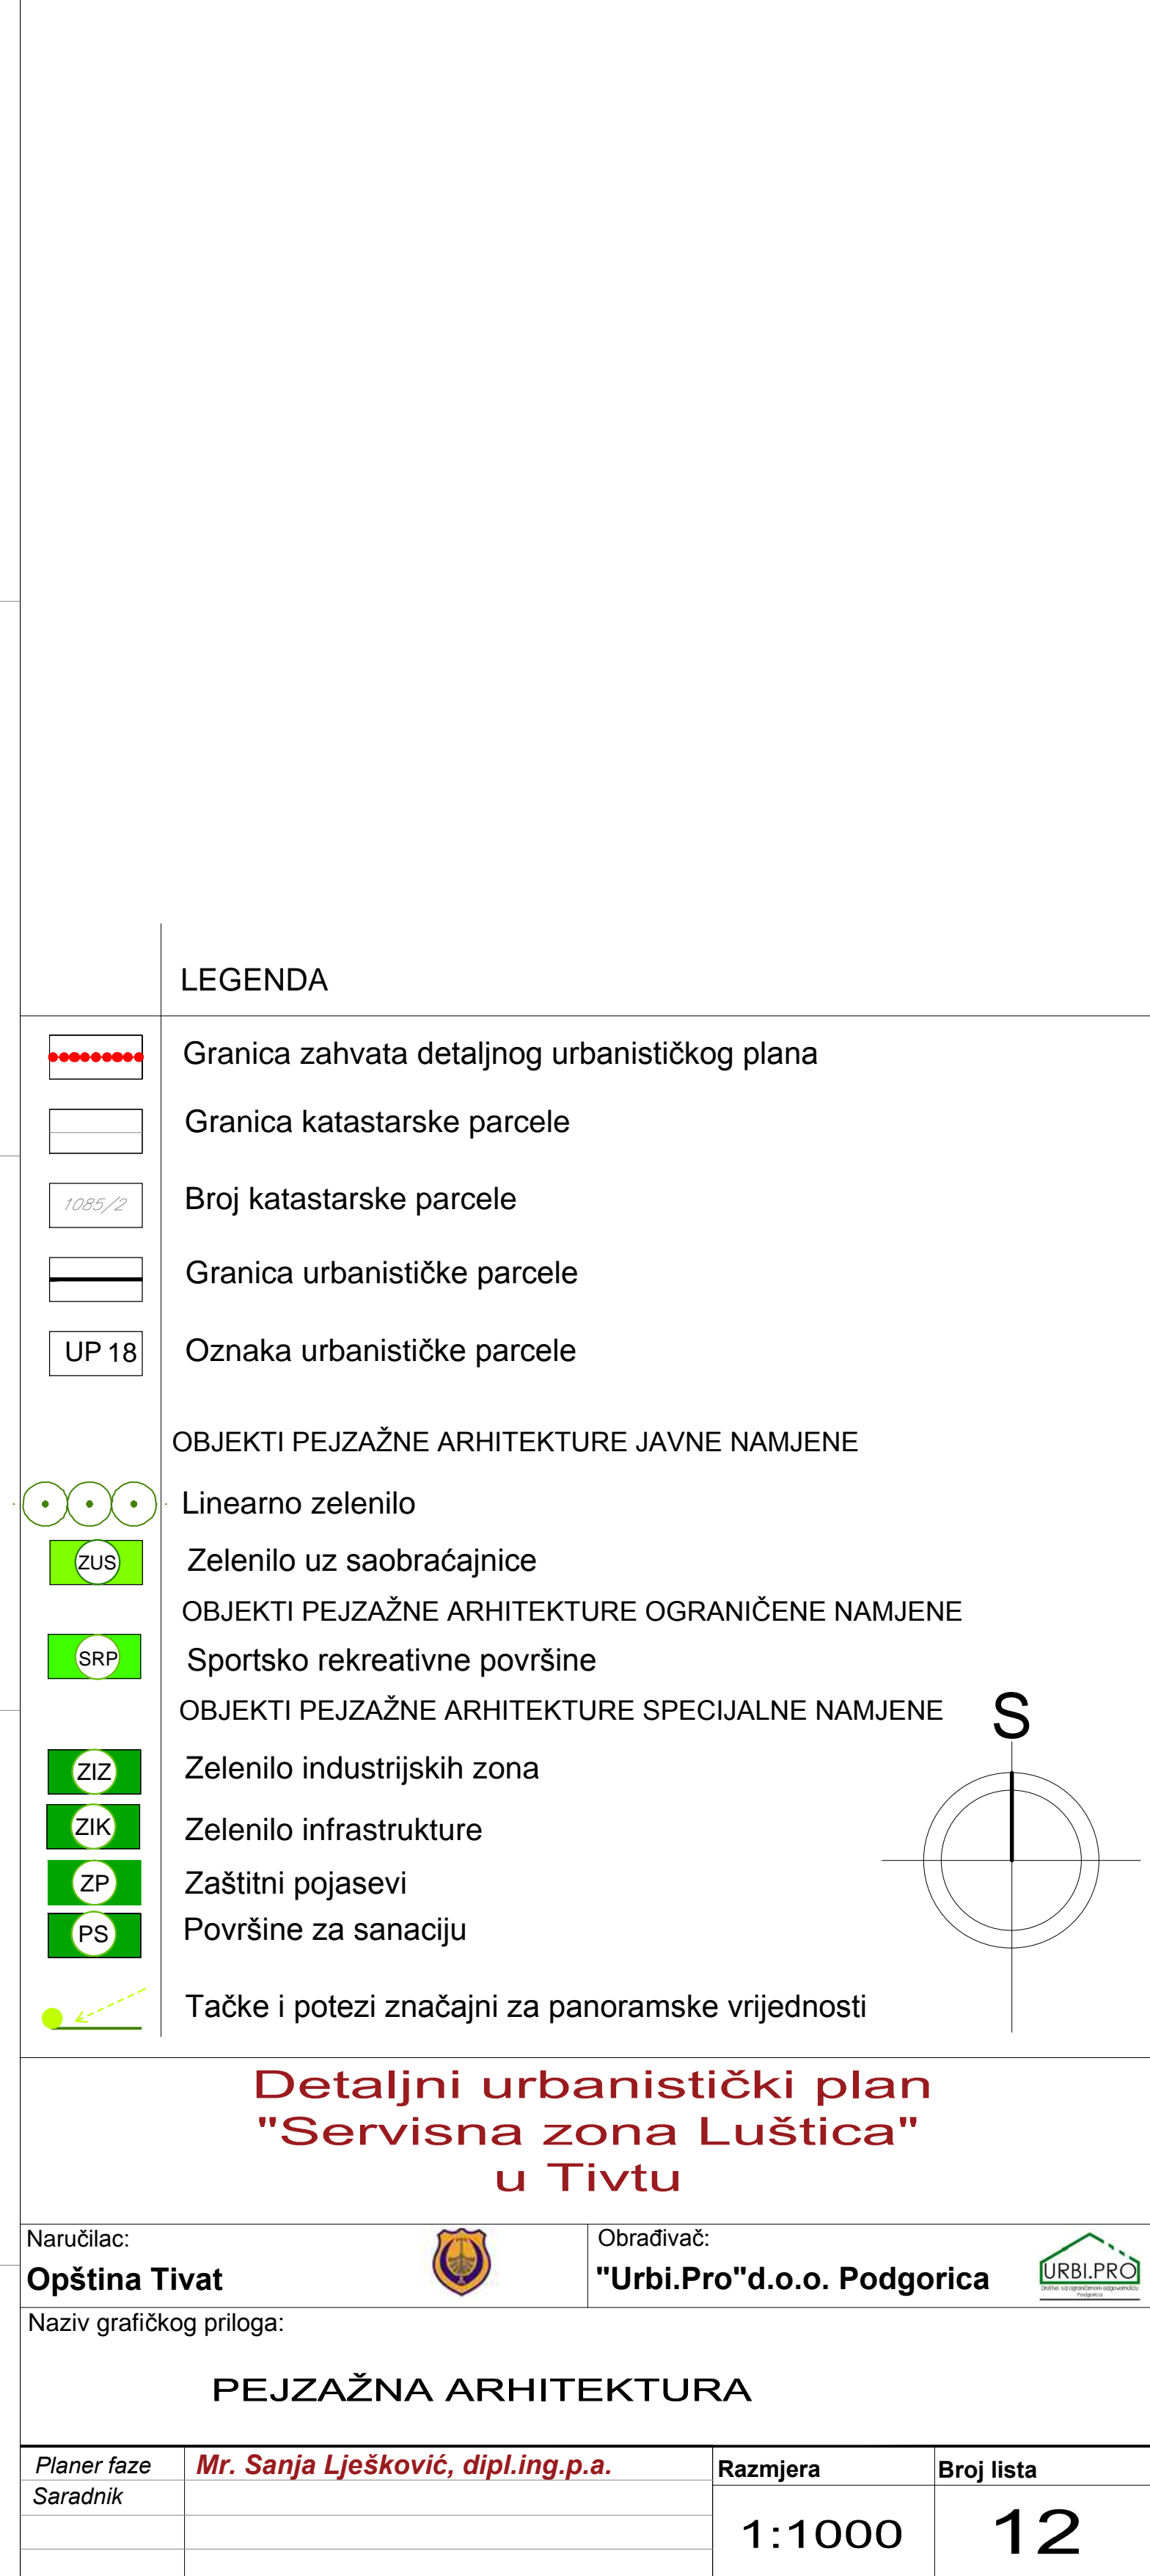 LEGENDA
Granica zahvata detaljnog urbanističkog plana
Granica katastarske parcele
1085/2 Broj katastarske parcele
Granica urbanističke parcele
UP 18 Oznaka urbanističke parcele
OBJEKTI PEJZAŽNE ARHITEKTURE JAVNE NAMJENE
Linearno zelenilo
ZUS Zelenilo uz saobraćajnice
OBJEKTI PEJZAŽNE ARHITEKTURE OGRANIČENE NAMJENE
SRP Sportsko rekreativne površine
OBJEKTI PEJZAŽNE ARHITEKTURE SPECIJALNE NAMJENE
S
ZIZ Zelenilo industrijskih zona
ZIK Zelenilo infrastrukture
ZP Zaštitni pojasevi
PS Površine za sanaciju
Tačke i potezi značajni za panoramske vrijednosti
Detaljni urbanistički plan
"Servisna zona Luštica"
u Tivtu
Naručilac:
Opština Tivat
Obrađivač:
"Urbi.Pro"d.o.o. Podgorica
URBI.PRO
Društvo sa ograničenom odgovornošću
Podgorica
Naziv grafičkog priloga:
PEJZAŽNA ARHITEKTURA
Planer faze Mr. Sanja Lješković, dipl.ing.p.a.
Saradnik
Razmjera
1:1000
Broj lista
12